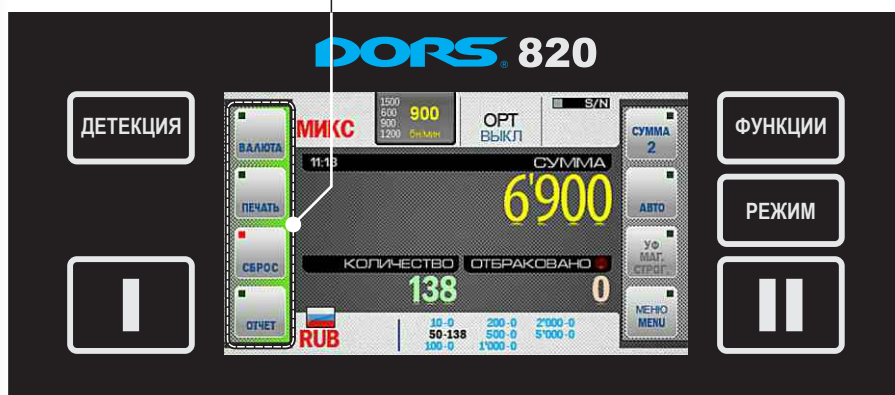 DORS® 820
ДЕТЕКЦИЯ
ФУНКЦИИ
РЕЖИМ
ВАЛЮТА
ПЕЧАТЬ
СБРОС
ОТЧЕТ
МИКС
1500
600
900
1200
900
бн/мин
ОРТ
ВЫКЛ
S/N
11:13
СУММА
6'900
КОЛИЧЕСТВО
ОТБРАКОВАНО
138
0
RUB
10-0 200-0 2'000-0
50-138 500-0 5'000-0
100-0 1'000-0
СУММА
2
АВТО
УФ
МАГ.
СТРОГ.
МЕНЮ
MENU